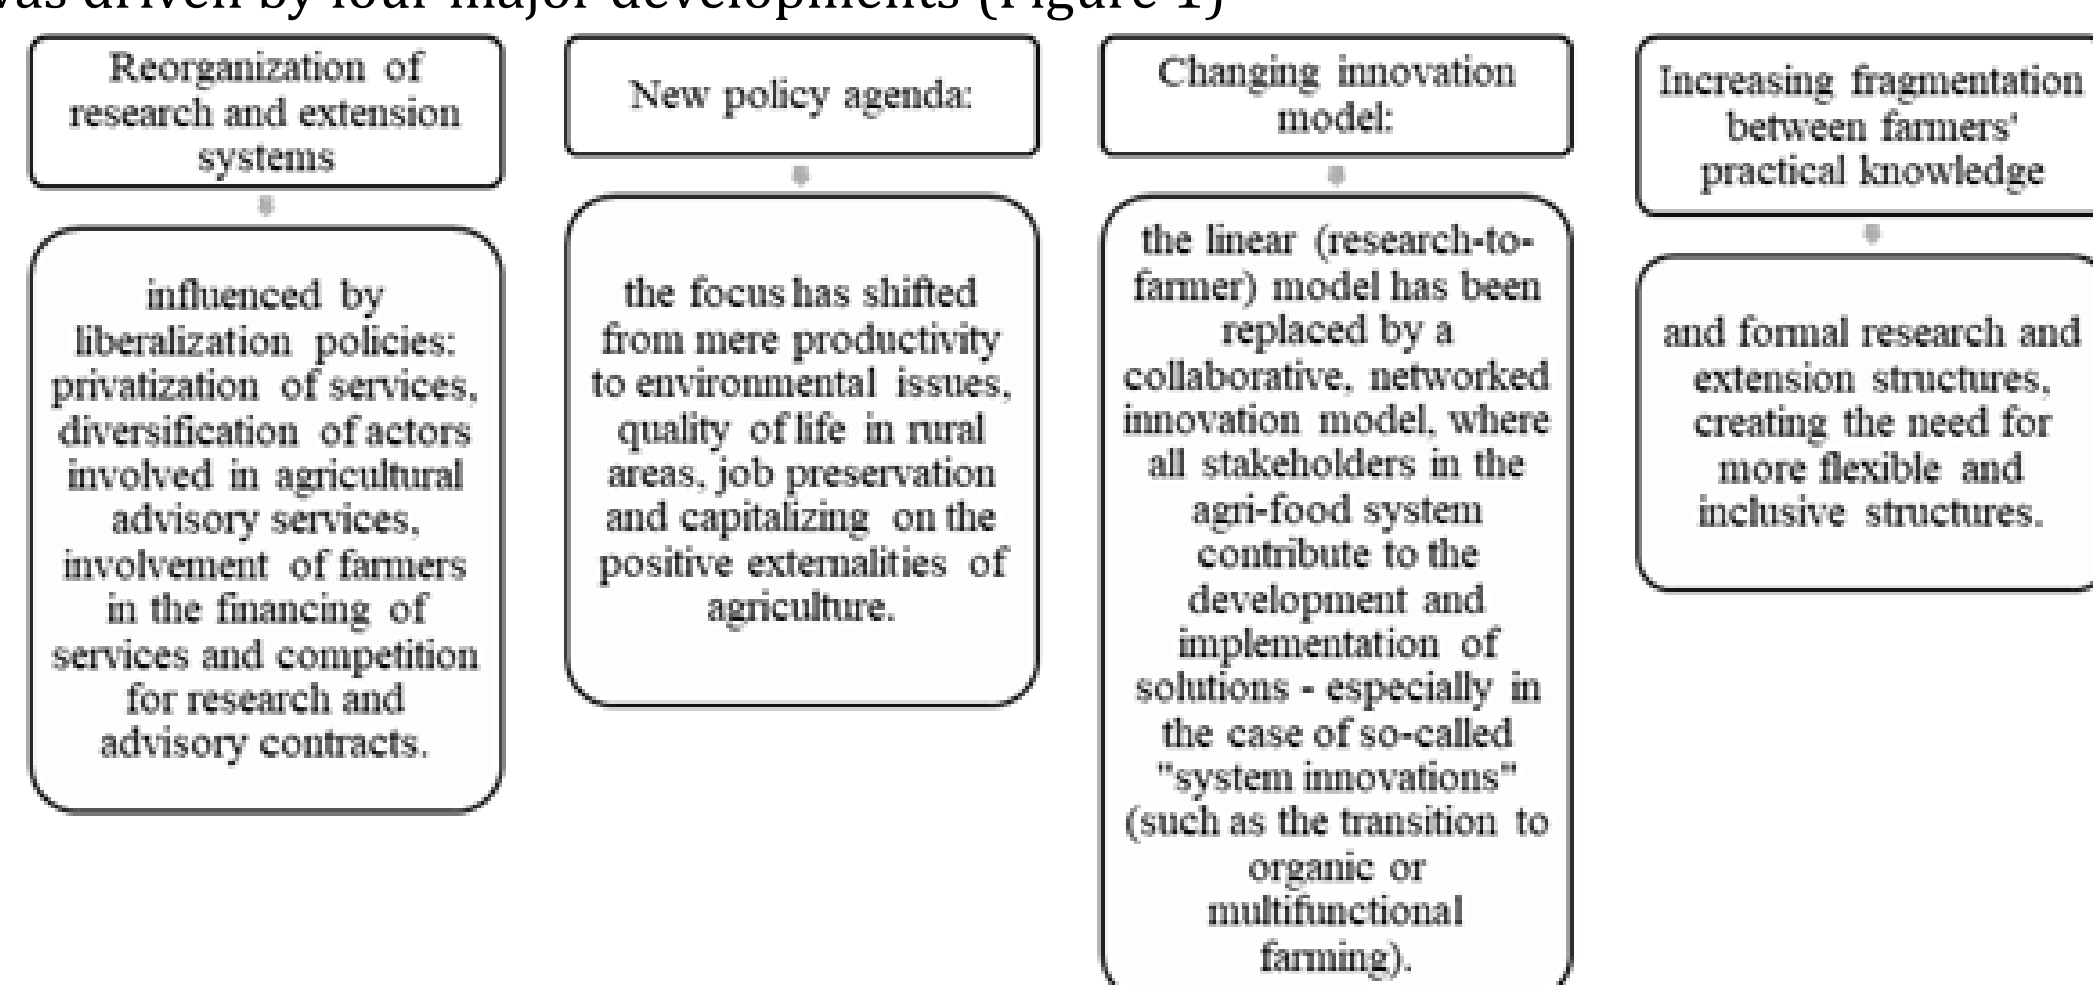 was driven by four major developments (Figure 1)
Reorganization of
research and extension
systems
influenced by
liberalization policies:
privatization of services,
diversification of actors
involved in agricultural
advisory services,
involvement of farmers
in the financing of
services and competition
for research and
advisory contracts.
New policy agenda:
the focus has shifted
from mere productivity
to environmental issues,
quality of life in rural
areas, job preservation
and capitalizing on the
positive externalities of
agriculture.
Changing innovation
model:
the linear (research-to-
farmer) model has been
replaced by a
collaborative, networked
innovation model, where
all stakeholders in the
agri-food system
contribute to the
development and
implementation of
solutions - especially in
the case of so-called
"system innovations"
(such as the transition to
organic or
multifunctional
farming).
Increasing fragmentation
between farmers'
practical knowledge
and formal research and
extension structures,
creating the need for
more flexible and
inclusive structures.